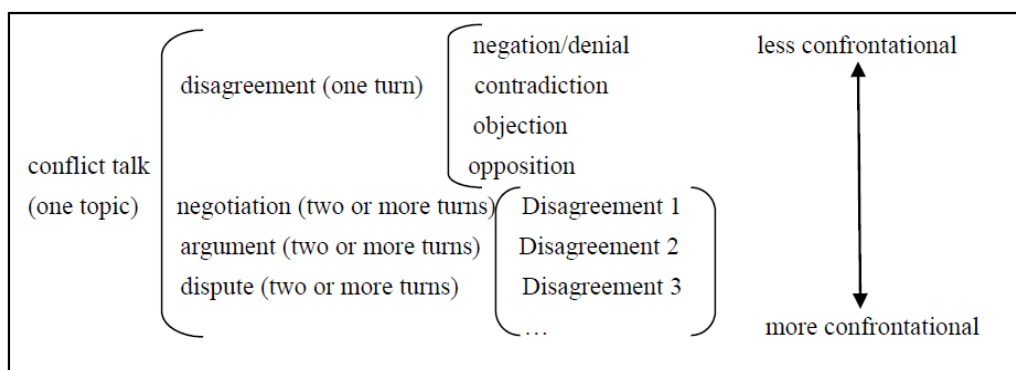 negation/denial less confrontational
disagreement (one turn) contradiction
objection
conflict talk opposition
(one topic) negotiation (two or more turns) Disagreement 1
argument (two or more turns) Disagreement 2
dispute (two or more turns) Disagreement 3
… more confrontational